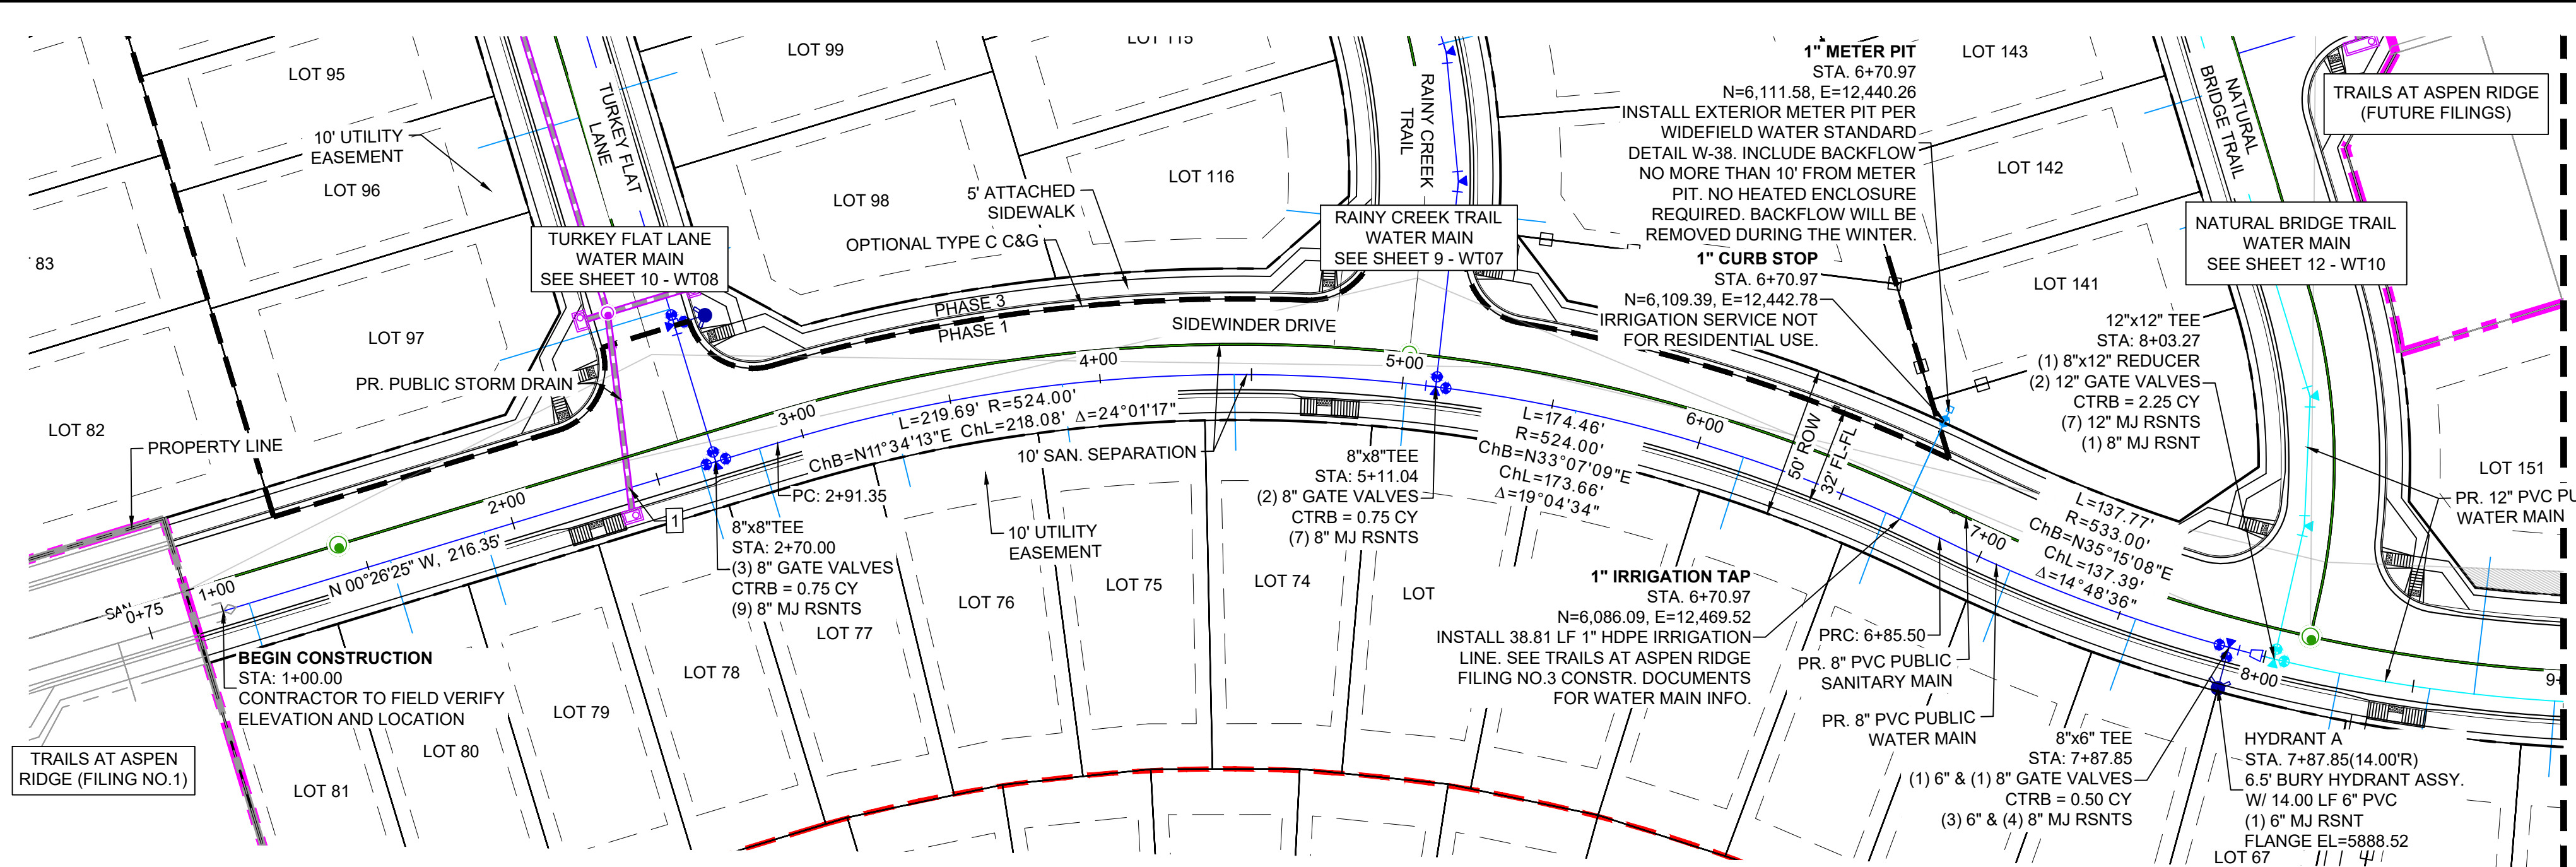 LOT 95
LOT 99
LOT 115
1" METER PIT
STA. 6+70.97
N=6,111.58, E=12,440.26
INSTALL EXTERIOR METER PIT PER
WIDEFIELD WATER STANDARD
DETAIL W-38. INCLUDE BACKFLOW
NO MORE THAN 10' FROM METER
PIT. NO HEATED ENCLOSURE
REQUIRED. BACKFLOW WILL BE
REMOVED DURING THE WINTER.
LOT 143
TRAILS AT ASPEN RIDGE
(FUTURE FILINGS)
NATURAL
BRIDGE TRAIL
TURKEY FLAT
LANE
RAINY CREEK
TRAIL
10' UTILITY
EASEMENT
LOT 96
LOT 98
5' ATTACHED
SIDEWALK
OPTIONAL TYPE C C&G
LOT 116
LOT 142
83
TURKEY FLAT LANE
WATER MAIN
SEE SHEET 10 - WT08
RAINY CREEK TRAIL
WATER MAIN
SEE SHEET 9 - WT07
NATURAL BRIDGE TRAIL
WATER MAIN
SEE SHEET 12 - WT10
1" CURB STOP
STA. 6+70.97
N=6,109.39, E=12,442.78
IRRIGATION SERVICE NOT
FOR RESIDENTIAL USE.
LOT 141
LOT 97
PHASE 3
PHASE 1
SIDEWINDER DRIVE
12"x12" TEE
STA: 8+03.27
(1) 8"x12" REDUCER
(2) 12" GATE VALVES
CTRB = 2.25 CY
(7) 12" MJ RSNTS
(1) 8" MJ RSNT
PR. PUBLIC STORM DRAIN
LOT 82
PROPERTY LINE
SAN
0+75
1+00
2+00
3+00
4+00
5+00
6+00
7+00
8+00
9+
N 00°26'25" W, 216.35'
L=219.69' R=524.00'
ChB=N11°34'13"E ChL=218.08' Δ=24°01'17"
10' SAN. SEPARATION
PC: 2+91.35
8"x8"TEE
STA: 2+70.00
(3) 8" GATE VALVES
CTRB = 0.75 CY
(9) 8" MJ RSNTS
1
10' UTILITY
EASEMENT
8"x8"TEE
STA: 5+11.04
(2) 8" GATE VALVES
CTRB = 0.75 CY
(7) 8" MJ RSNTS
L=174.46'
R=524.00'
ChB=N33°07'09"E
ChL=173.66'
Δ=19°04'34"
50' ROW
32' FL-FL
L=137.77'
R=533.00'
ChB=N35°15'08"E
ChL=137.39'
Δ=14°48'36"
LOT 151
PR. 12" PVC PU
WATER MAIN
BEGIN CONSTRUCTION
STA: 1+00.00
CONTRACTOR TO FIELD VERIFY
ELEVATION AND LOCATION
TRAILS AT ASPEN
RIDGE (FILING NO.1)
LOT 81
LOT 80
LOT 79
LOT 78
LOT 77
LOT 76
LOT 75
LOT 74
LOT
1" IRRIGATION TAP
STA. 6+70.97
N=6,086.09, E=12,469.52
INSTALL 38.81 LF 1" HDPE IRRIGATION
LINE. SEE TRAILS AT ASPEN RIDGE
FILING NO.3 CONSTR. DOCUMENTS
FOR WATER MAIN INFO.
PRC: 6+85.50
PR. 8" PVC PUBLIC
SANITARY MAIN
PR. 8" PVC PUBLIC
WATER MAIN
8"x6" TEE
STA: 7+87.85
(1) 6" & (1) 8" GATE VALVES
CTRB = 0.50 CY
(3) 6" & (4) 8" MJ RSNTS
HYDRANT A
STA. 7+87.85(14.00'R)
6.5' BURY HYDRANT ASSY.
W/ 14.00 LF 6" PVC
(1) 6" MJ RSNT
FLANGE EL=5888.52
LOT 67